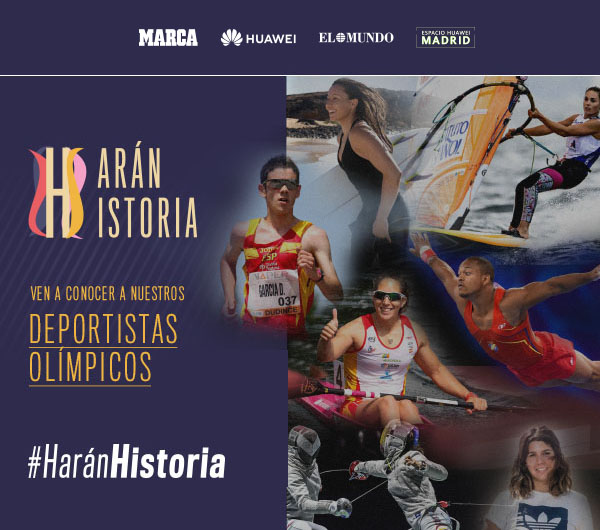 MARCA
HUAWEI
EL MUNDO
ESPACIO HUAWEI
MADRID
HARÁN
HISTORIA
VEN A CONOCER A NUESTROS
DEPORTISTAS
OLÍMPICOS
#HaránHistoria
ESP
GARCIA D.
037